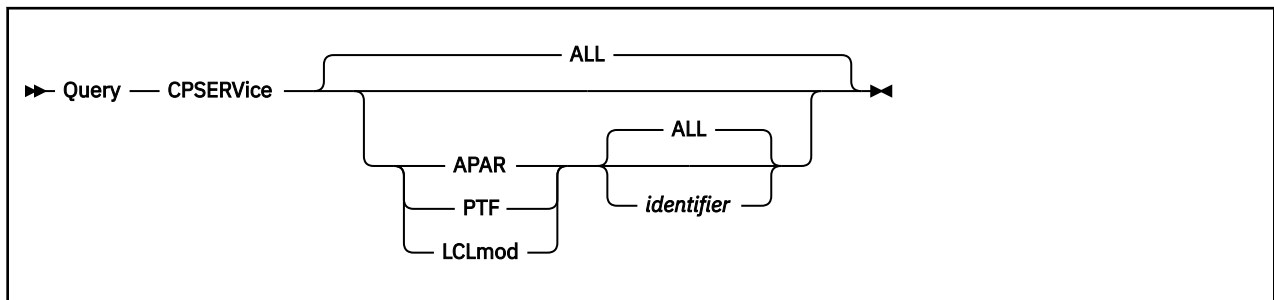 ALL
Query CPSERVice
ALL
APAR
PTF
identifier
LCLmod